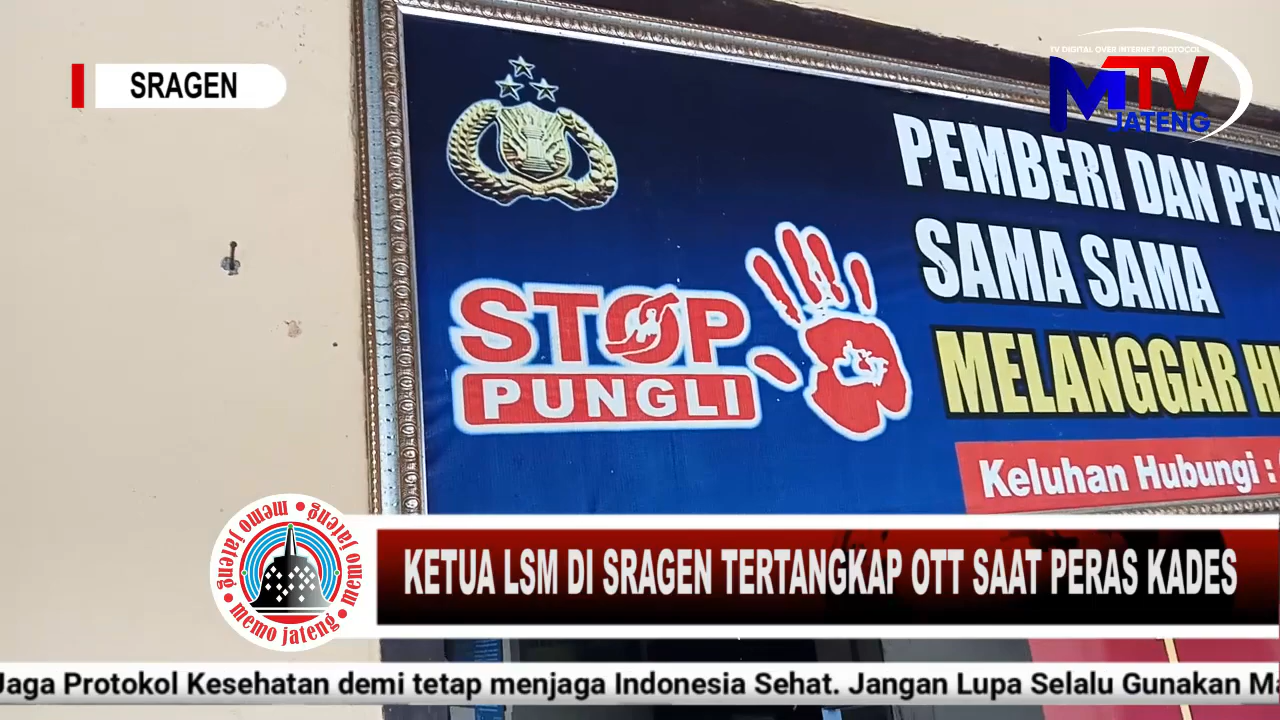 SRAGEN
TV DIGITAL OVER INTERNET PROTOCOL
MTV
JATENG
PEMBERI DAN PEN
SAMA SAMA
MELANGGAR H
STOP
PUNGLI
Keluhan Hubungi :
memo jateng • memo jateng • memo jateng •
KETUA LSM DI SRAGEN TERTANGKAP OTT SAAT PERAS KADES
Jaga Protokol Kesehatan demi tetap menjaga Indonesia Sehat. Jangan Lupa Selalu Gunakan Ma